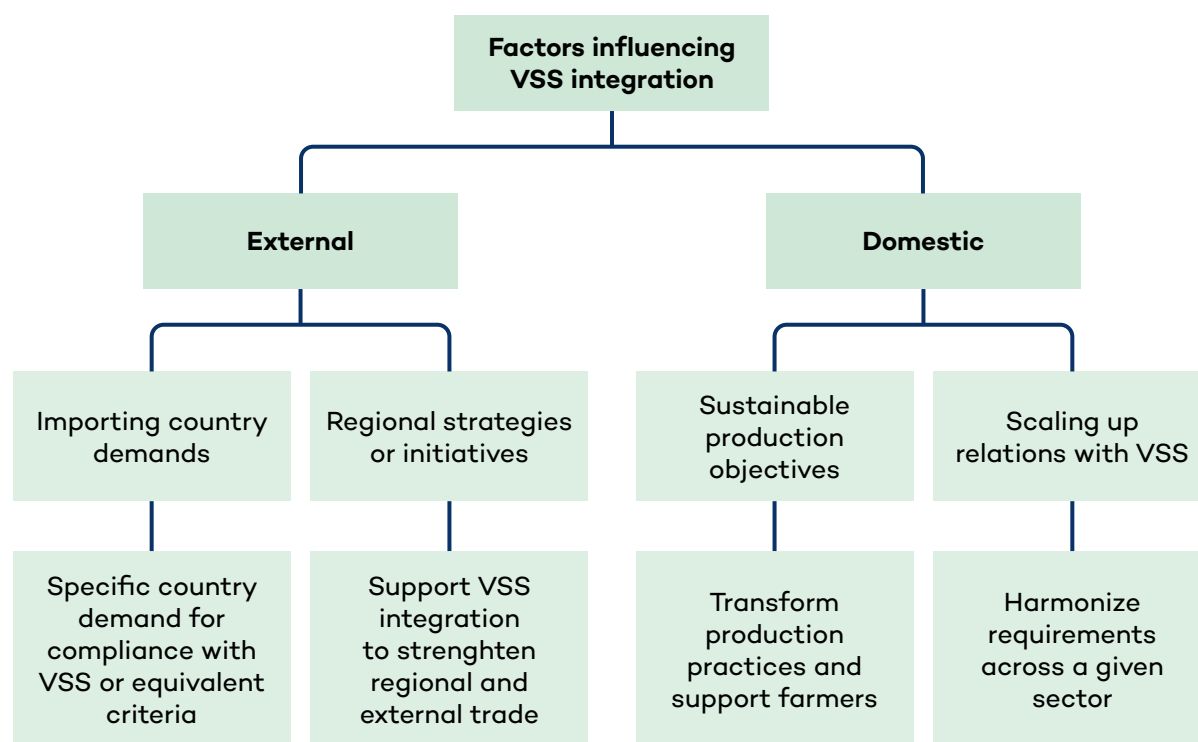 Factors influencing
VSS integration
External
Domestic
Importing country
demands
Regional strategies
or initiatives
Sustainable
production
objectives
Scaling up
relations with VSS
Specific country
demand for
compliance with
VSS or equivalent
criteria
Support VSS
integration
to strenghten
regional and
external trade
Transform
production
practices and
support farmers
Harmonize
requirements
across a given
sector